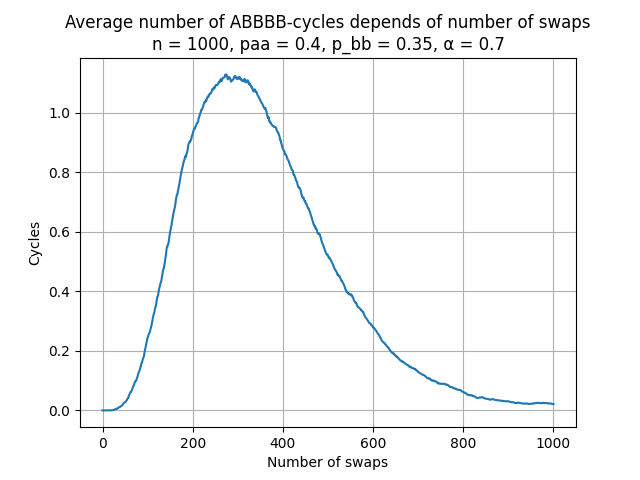 Average number of ABBBB-cycles depends of number of swaps
n = 1000, paa = 0.4, p_bb = 0.35, α = 0.7
Cycles
1.0
0.8
0.6
0.4
0.2
0.0
0 200 400 600 800 1000
Number of swaps